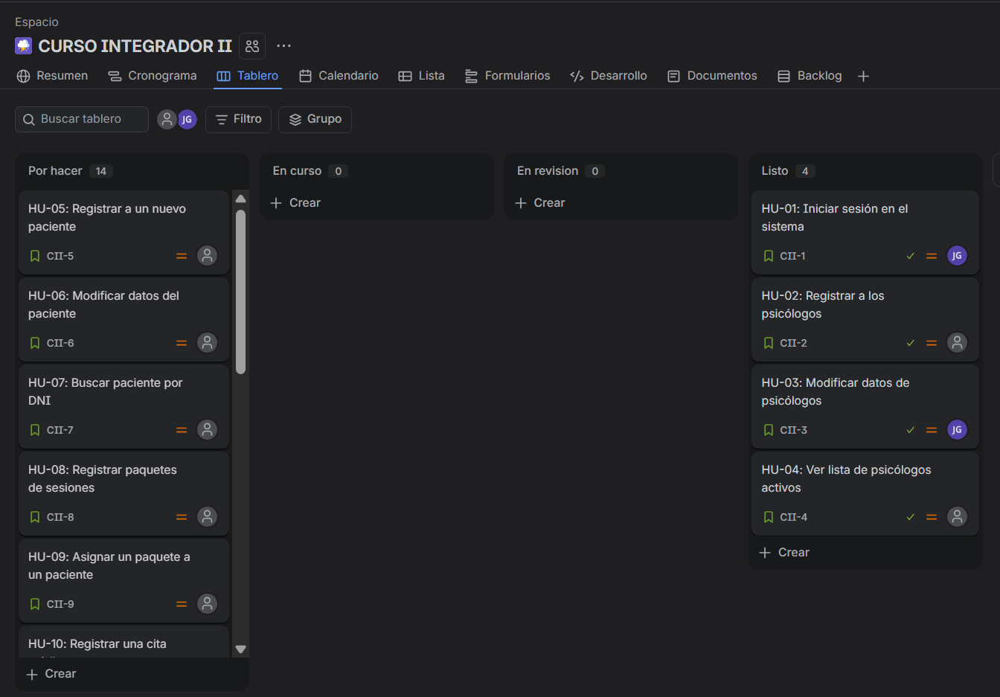 Espacio
CURSO INTEGRADOR II
Resumen
Cronograma
Tablero
Calendario
Lista
Formularios
Desarrollo
Documentos
Backlog
Buscar tablero
JG
Filtro
Grupo
Por hacer 14
HU-05: Registrar a un nuevo
paciente
CII-5
HU-06: Modificar datos del
paciente
CII-6
HU-07: Buscar paciente por
DNI
CII-7
HU-08: Registrar paquetes
de sesiones
CII-8
HU-09: Asignar un paquete a
un paciente
CII-9
HU-10: Registrar una cita
Crear
En curso 0
Crear
En revision 0
Crear
Listo 4
HU-01: Iniciar sesión en el
sistema
CII-1
JG
HU-02: Registrar a los
psicólogos
CII-2
HU-03: Modificar datos de
psicólogos
CII-3
JG
HU-04: Ver lista de psicólogos
activos
CII-4
Crear